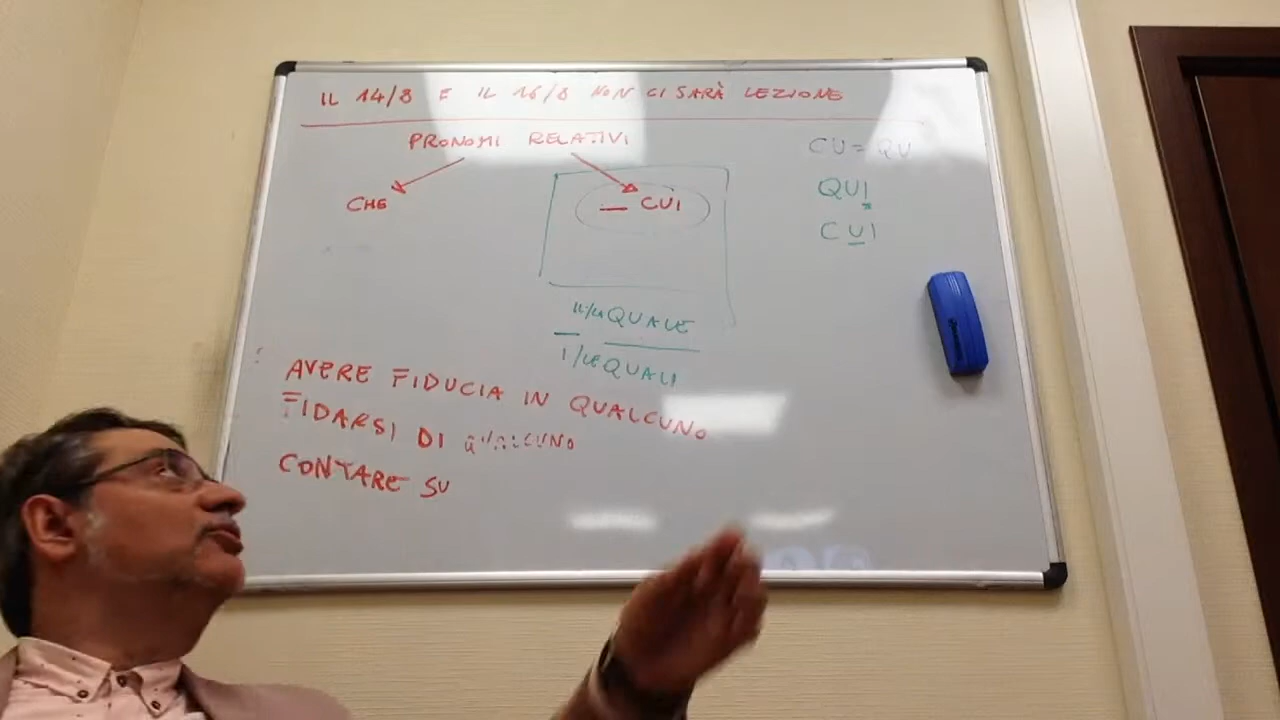 IL 14/8 E IL 16/8 NON CI SARÀ LEZIONE
PRONOMI RELATIVI
CHE
— CUI
CU = QU
QUI
CUI
IL/LA QUALE
I/LE QUALI
AVERE FIDUCIA IN QUALCUNO
FIDARSI DI QUALCUNO
CONTARE SU